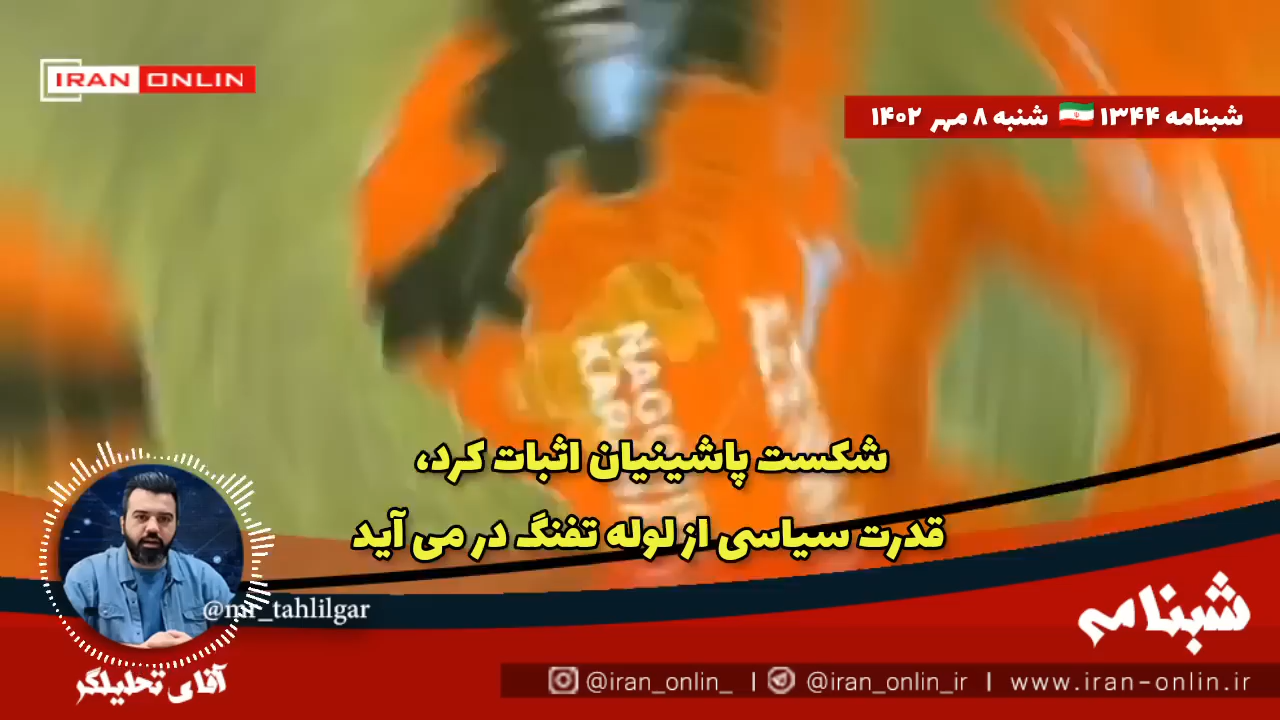 IRAN ONLIN
شبنامه ۱۳۴۴ 🇮🇷 شنبه ۸ مهر ۱۴۰۲
شکست پاشینیان اثبات کرد،
قدرت سیاسی از لوله تفنگ در می آید
@mr_tahlilgar
شبنامه
آقای تحلیلگر
@iran_onlin_ | @iran_onlin_ir | www.iran-onlin.ir